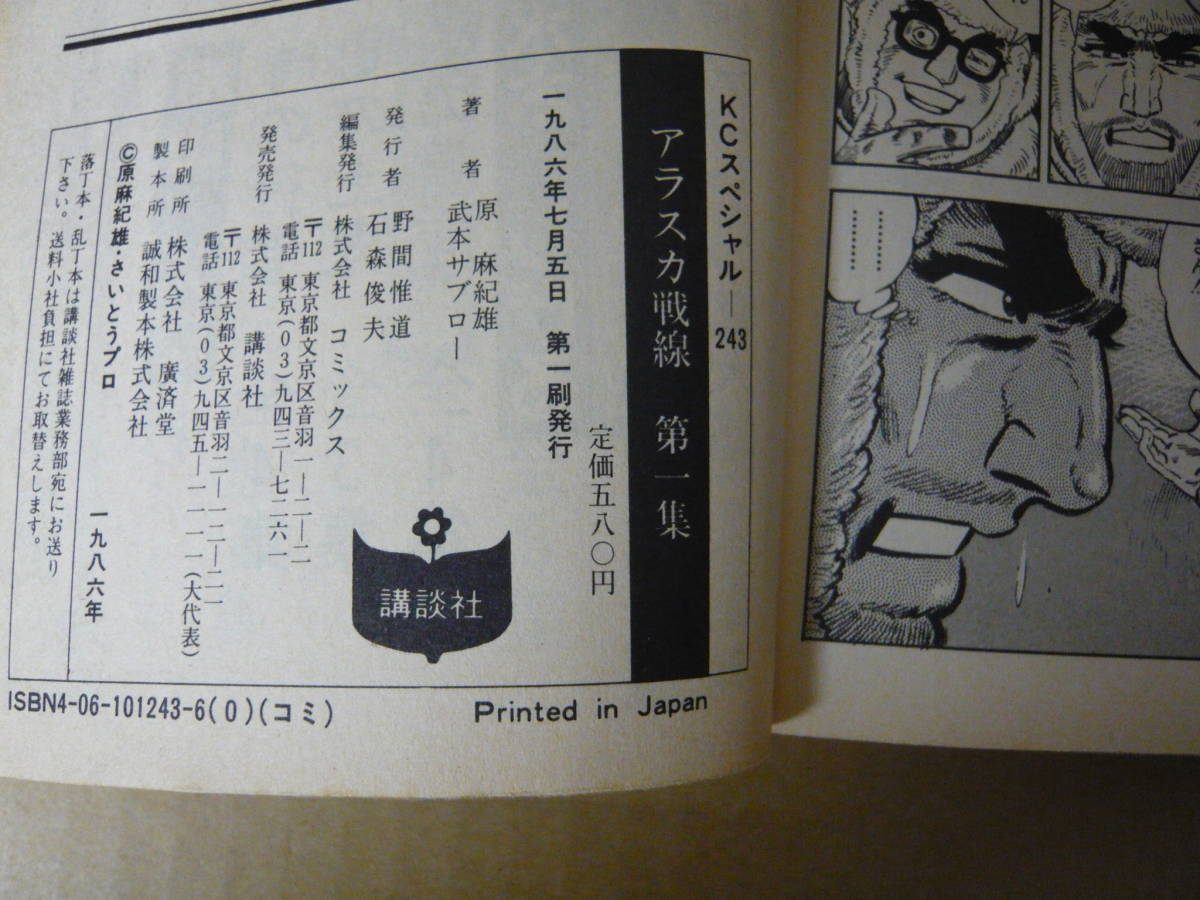 KCスペシャル—243
アラスカ戦線 第一集
定価五八〇円
一九八六年七月五日 第一刷発行
著者 原麻紀雄
武本サブロー
発行者 野間惟道
石森俊夫
編集発行 株式会社 コミックス
〒112 東京都文京区音羽一—二—二
電話 東京(03)九四三—七二六一
発売発行 株式会社 講談社
〒112 東京都文京区音羽二—一二—二一
電話 東京(03)九四五—一一一一(大代表)
印刷所 株式会社 廣済堂
製本所 誠和製本株式会社
©原麻紀雄・さいとうプロ 一九八六年
落丁本・乱丁本は講談社雑誌業務部宛にお送り
下さい。送料小社負担にてお取替えします。
講談社
ISBN4-06-101243-6(0)(コミ)
Printed in Japan
…………
…………